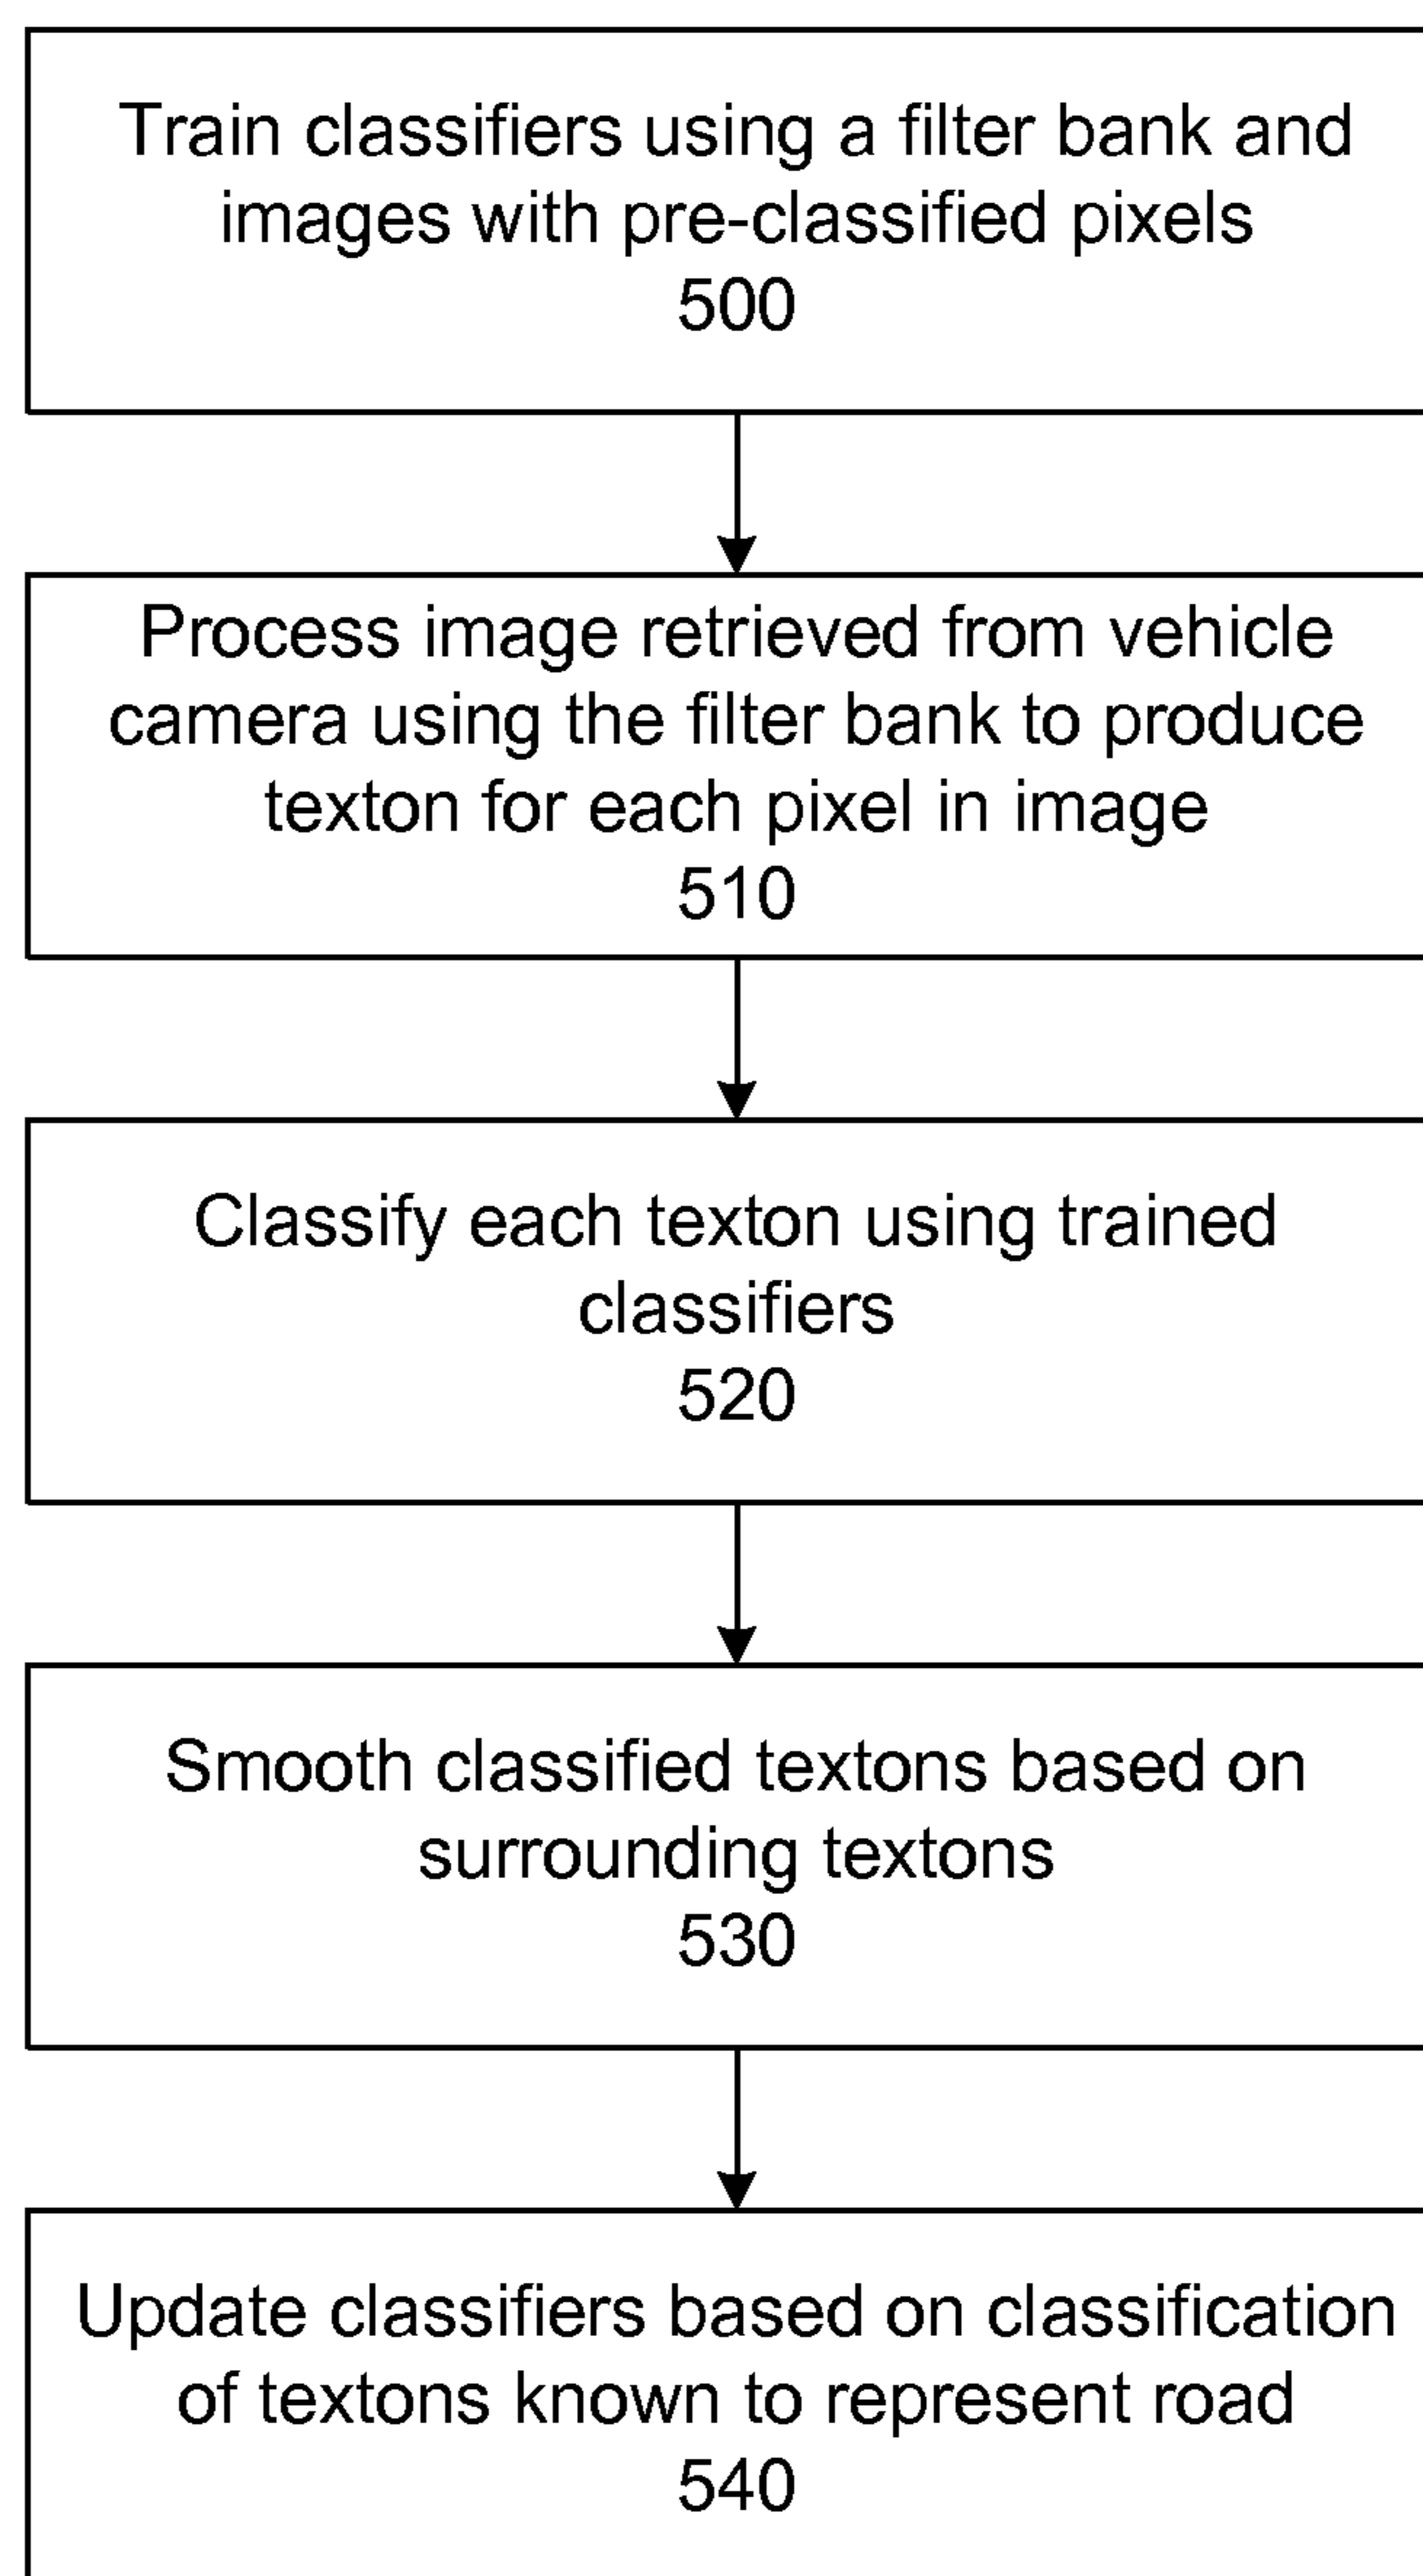 Train classifiers using a filter bank and
images with pre-classified pixels
500
Process image retrieved from vehicle
camera using the filter bank to produce
texton for each pixel in image
510
Classify each texton using trained
classifiers
520
Smooth classified textons based on
surrounding textons
530
Update classifiers based on classification
of textons known to represent road
540